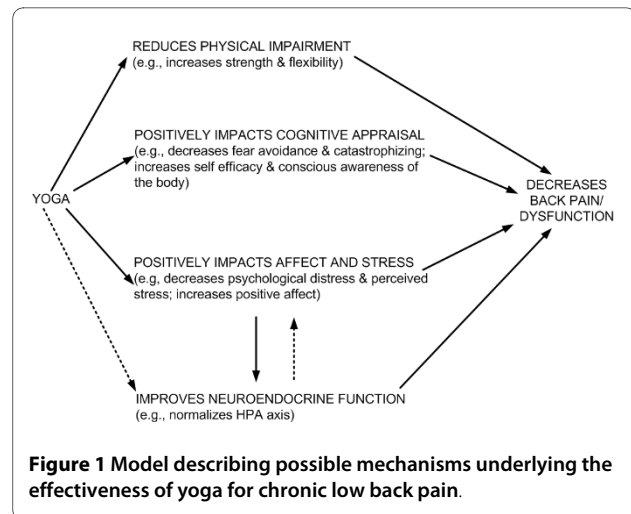 REDUCES PHYSICAL IMPAIRMENT
(e.g., increases strength & flexibility)
POSITIVELY IMPACTS COGNITIVE APPRAISAL
(e.g., decreases fear avoidance & catastrophizing;
increases self efficacy & conscious awareness of
the body)
YOGA
DECREASES
BACK PAIN/
DYSFUNCTION
POSITIVELY IMPACTS AFFECT AND STRESS
(e.g, decreases psychological distress & perceived
stress; increases positive affect)
IMPROVES NEUROENDOCRINE FUNCTION
(e.g., normalizes HPA axis)
Figure 1 Model describing possible mechanisms underlying the
effectiveness of yoga for chronic low back pain.